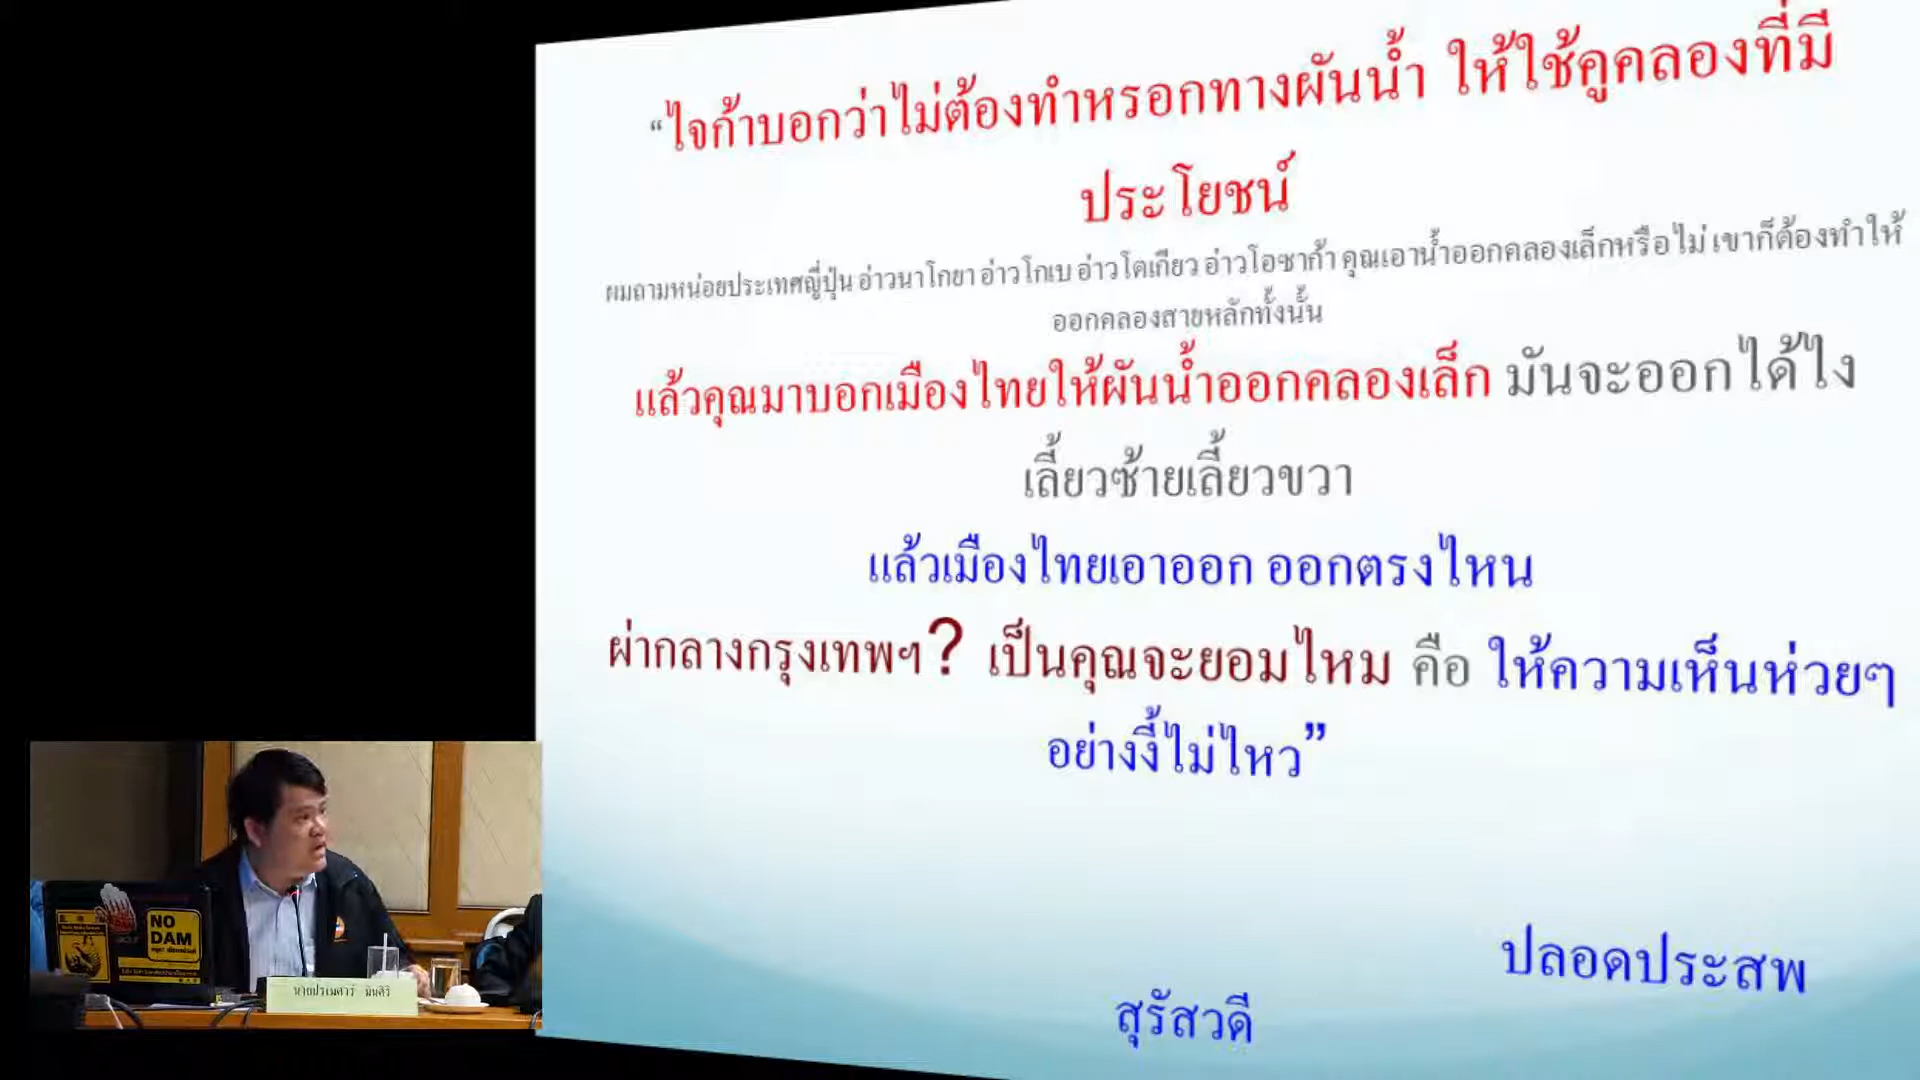 “ไจก้าบอกว่าไม่ต้องทำหรอกทางผันน้ำ ให้ใช้คูคลองที่มี
ประโยชน์
ผมถามหน่อยประเทศญี่ปุ่น อ่าวนาโกยา อ่าวโกเบ อ่าวโตเกียว อ่าวโอซาก้า คุณเอาน้ำออกคลองเล็กหรือไม่ เขาก็ต้องทำให้
ออกคลองสายหลักทั้งนั้น
แล้วคุณมาบอกเมืองไทยให้ผันน้ำออกคลองเล็ก มันจะออกได้ไง
เลี้ยวซ้ายเลี้ยวขวา
แล้วเมืองไทยเอาออก ออกตรงไหน
ผ่ากลางกรุงเทพฯ? เป็นคุณจะยอมไหม คือ ให้ความเห็นห่วยๆ
อย่างงี้ไม่ไหว”
ปลอดประสพ
สุรัสวดี
NO
DAM
นายปรเมศวร์ มินศิริ